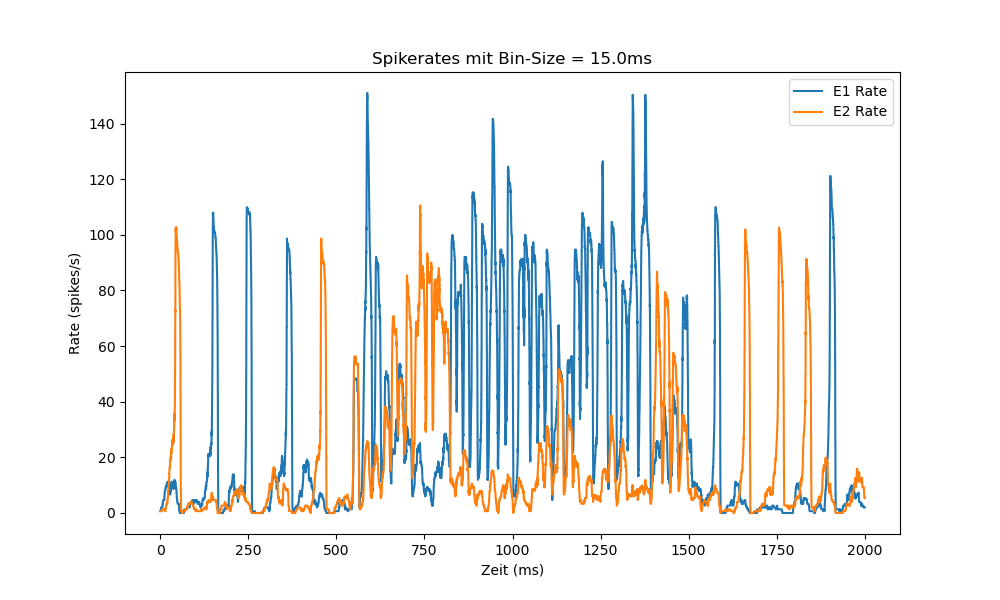 Spikerates mit Bin-Size = 15.0ms
E1 Rate
E2 Rate
140
120
100
80
60
40
20
0
Rate (spikes/s)
0 250 500 750 1000 1250 1500 1750 2000
Zeit (ms)